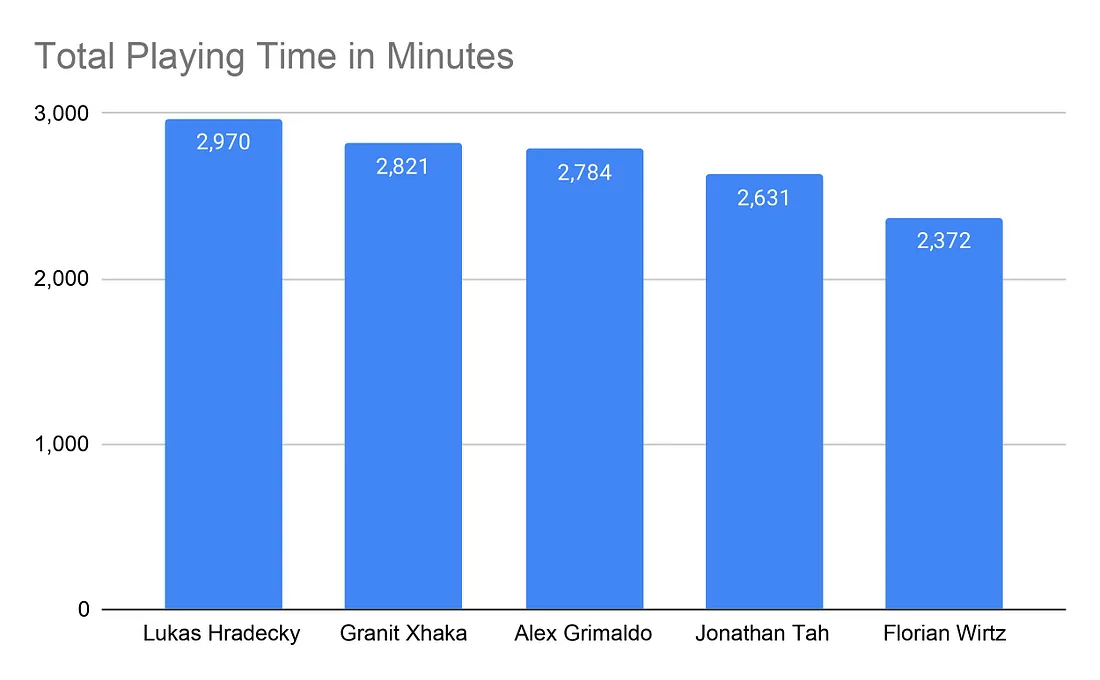 Total Playing Time in Minutes
3,000
2,970
2,821
2,784
2,631
2,372
2,000
1,000
0
Lukas Hradecky
Granit Xhaka
Alex Grimaldo
Jonathan Tah
Florian Wirtz